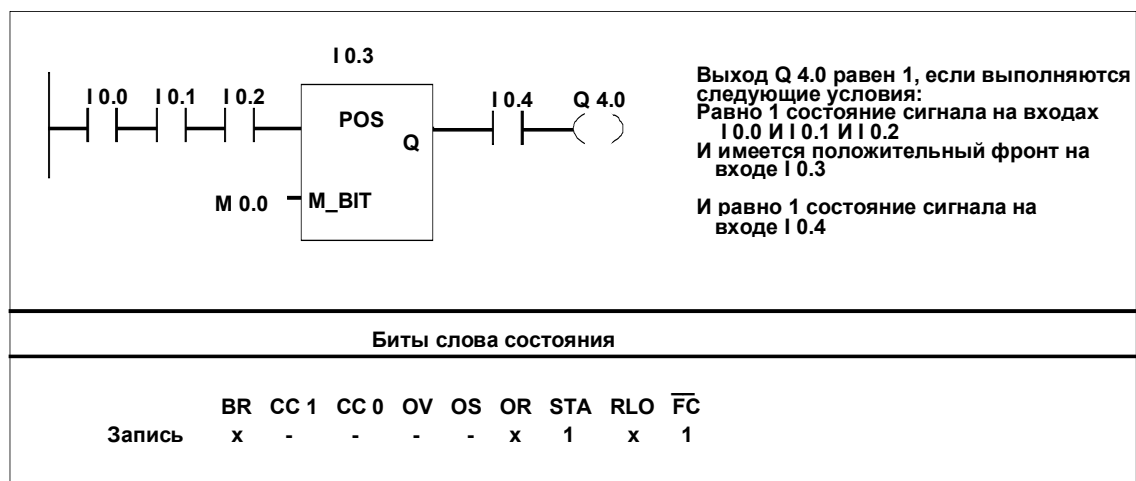 I 0.3
I 0.0 I 0.1 I 0.2
POS
Q
I 0.4 Q 4.0
M 0.0 M_BIT
Выход Q 4.0 равен 1, если выполняются
следующие условия:
Равно 1 состояние сигнала на входах
I 0.0 И I 0.1 И I 0.2
И имеется положительный фронт на
входе I 0.3
И равно 1 состояние сигнала на
входе I 0.4
Биты слова состояния
BR CC 1 CC 0 OV OS OR STA RLO F̅C̅
Запись x - - - - x 1 x 1